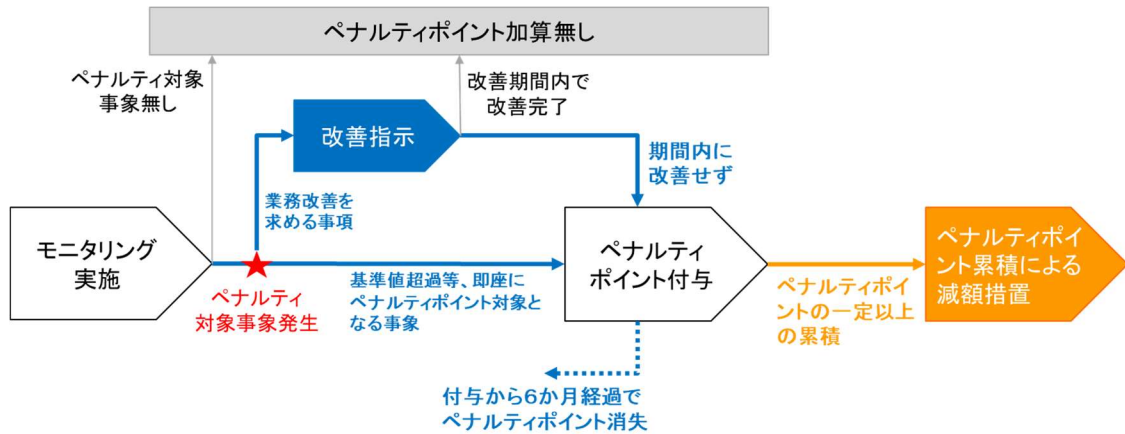 ペナルティポイント加算無し
ペナルティ対象
事象無し
改善期間内で
改善完了
改善指示
期間内に
改善せず
業務改善を
求める事項
モニタリング
実施
ペナルティ
対象事象発生
基準値超過等、即座に
ペナルティポイント対象と
なる事象
ペナルティ
ポイント付与
ペナルティポイ
ントの一定以上
の累積
ペナルティポイ
ント累積による
減額措置
付与から6か月経過で
ペナルティポイント消失